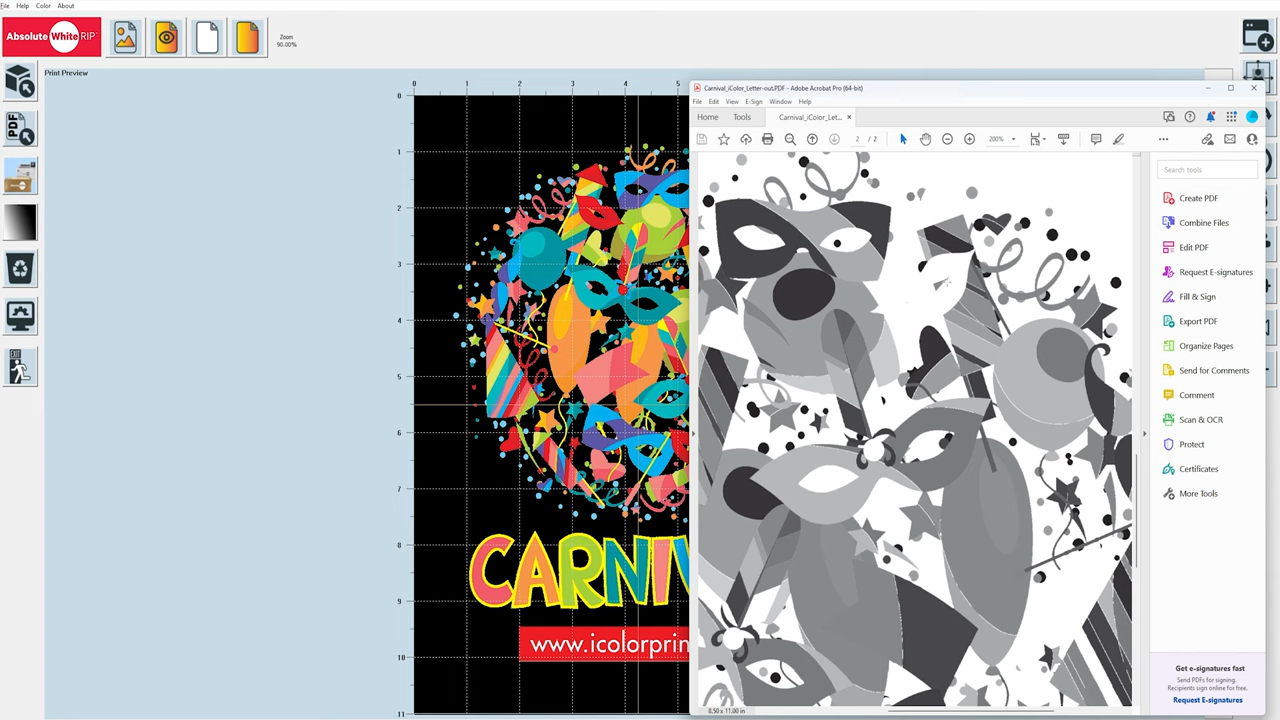 File Help Color About
Absolute White RIP
Zoom
90.00%
Print Preview
0 1 2 3 4 5
0
1
2
3
4
5
6
7
8
9
10
11
www.icolorprin
Carnival_iColor_Letter-out.PDF - Adobe Acrobat Pro (64-bit)
File Edit View E-Sign Window Help
Home Tools Carnival_iColor_Let... ×
2 / 2 200%
8.50 x 11.00 in
Search tools
Create PDF
Combine Files
Edit PDF
Request E-signatures
Fill & Sign
Export PDF
Organize Pages
Send for Comments
Comment
Scan & OCR
Protect
Certificates
More Tools
Get e-signatures fast
Send PDFs for signing.
Recipients sign online for free.
Request E-signatures